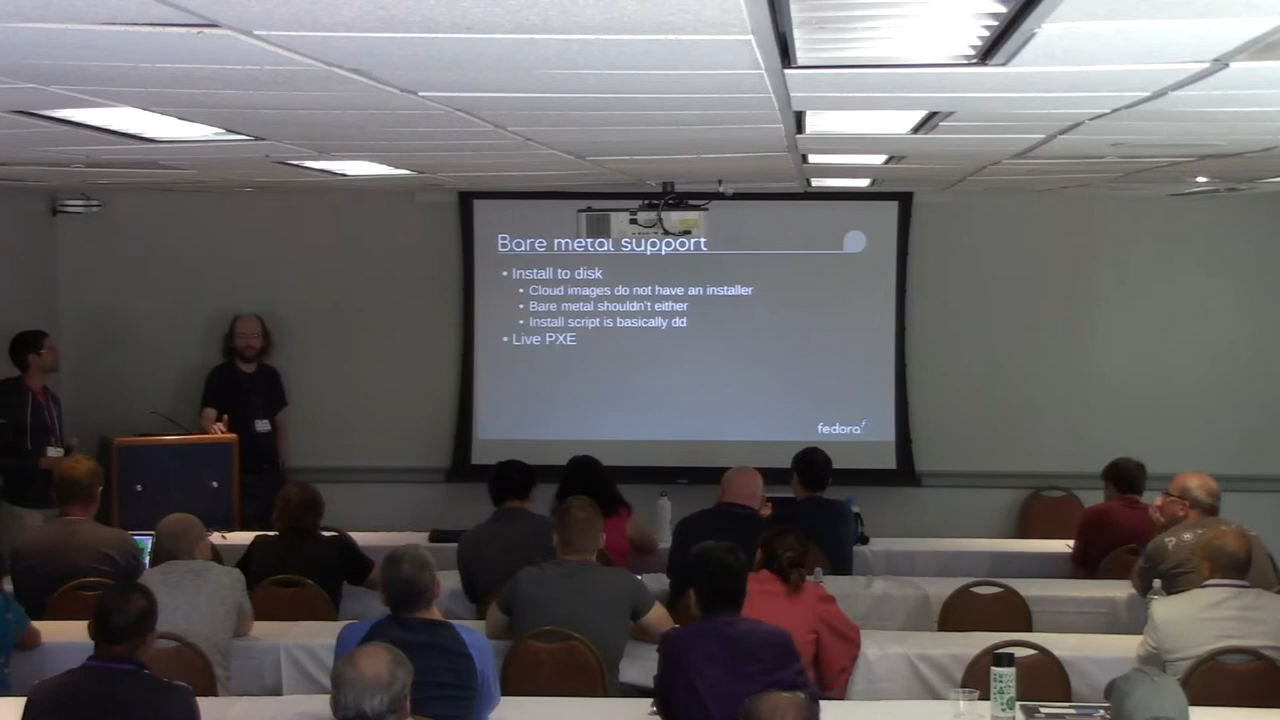 Bare metal support
• Install to disk
• Cloud images do not have an installer
• Bare metal shouldn't either
• Install script is basically dd
• Live PXE
fedora